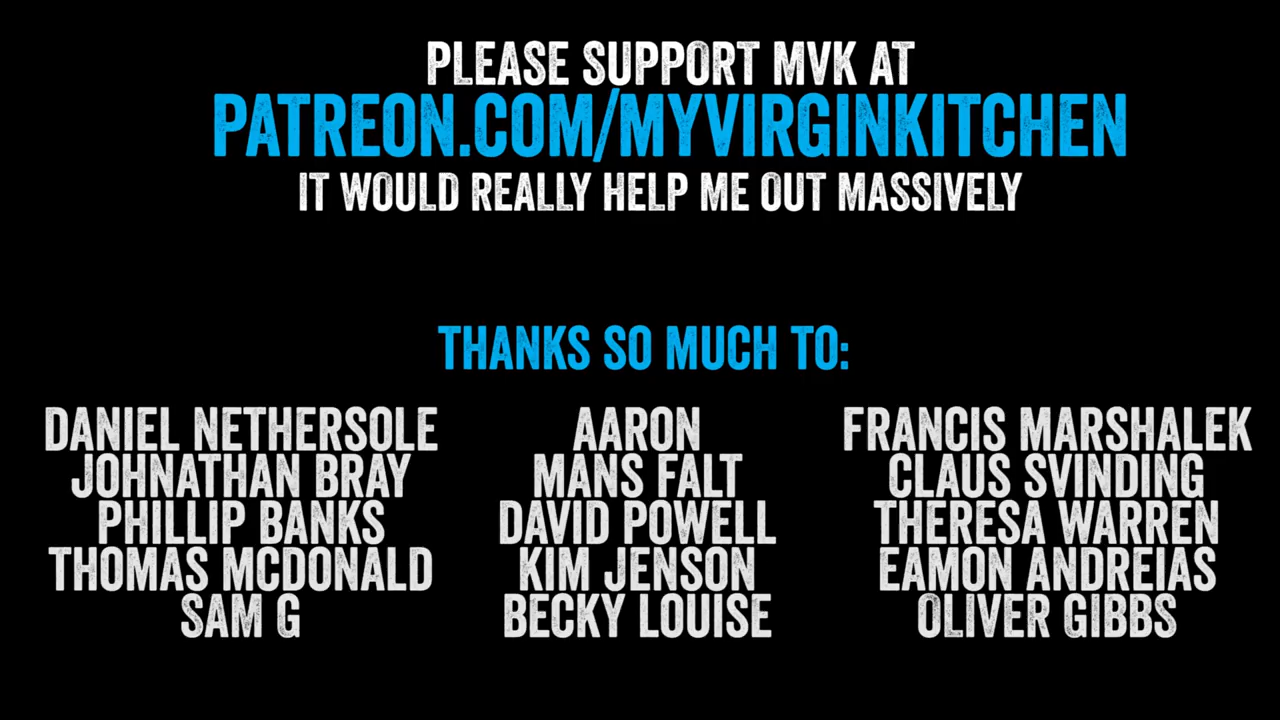 PLEASE SUPPORT MVK AT
PATREON.COM/MYVIRGINKITCHEN
IT WOULD REALLY HELP ME OUT MASSIVELY
THANKS SO MUCH TO:
DANIEL NETHERSOLE
JOHNATHAN BRAY
PHILLIP BANKS
THOMAS MCDONALD
SAM G
AARON
MANS FALT
DAVID POWELL
KIM JENSON
BECKY LOUISE
FRANCIS MARSHALEK
CLAUS SVINDING
THERESA WARREN
EAMON ANDREIAS
OLIVER GIBBS